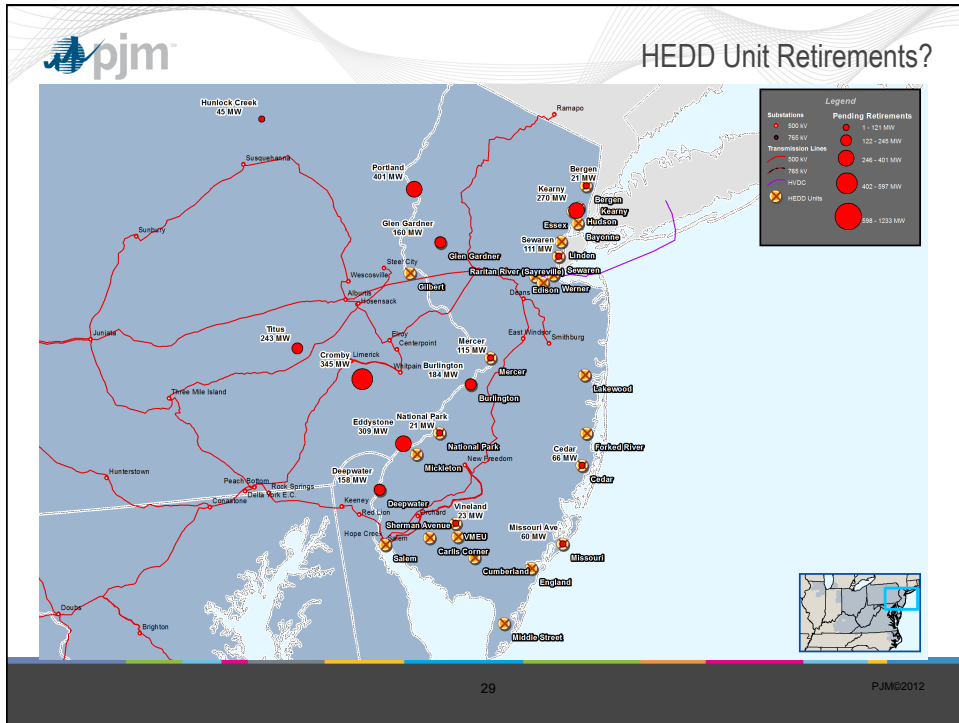 pjm
HEDD Unit Retirements?
Hunlock Creek
45 MW
Ramapo
Susquehanna
Portland
401 MW
Bergen
21 MW
Kearny
270 MW
Bergen
Kearny
Hudson
Essex
Bayonne
Glen Gardner
160 MW
Glen Gardner
Sewaren
111 MW
Linden
Sunbury
Steel City
Wescosville
Gilbert
Raritan River (Sayreville)
Sewaren
Edison
Werner
Alburtis
Hosensack
Deans
Juniata
Titus
243 MW
Elroy
Centerpoint
East Windsor
Smithburg
Cromby
345 MW
Limerick
Whitpain
Mercer
115 MW
Mercer
Burlington
184 MW
Burlington
Lakewood
Three Mile Island
National Park
21 MW
Eddystone
309 MW
National Park
Forked River
Mickleton
New Freedom
Cedar
66 MW
Cedar
Hunterstown
Peach Bottom
Rock Springs
Delta York E.C.
Conastone
Deepwater
158 MW
Deepwater
Keeney
Red Lion
Orchard
Vineland
23 MW
Hope Creek
Salem
Sherman Avenue
VMEU
Missouri Ave
60 MW
Missouri
Salem
Carlls Corner
Cumberland
England
Doubs
Brighton
Middle Street
Legend
Substations
500 kV
765 kV
Transmission Lines
500 kV
765 kV
HVDC
HEDD Units
Pending Retirements
1 - 121 MW
122 - 245 MW
246 - 401 MW
402 - 597 MW
598 - 1233 MW
29
PJM©2012